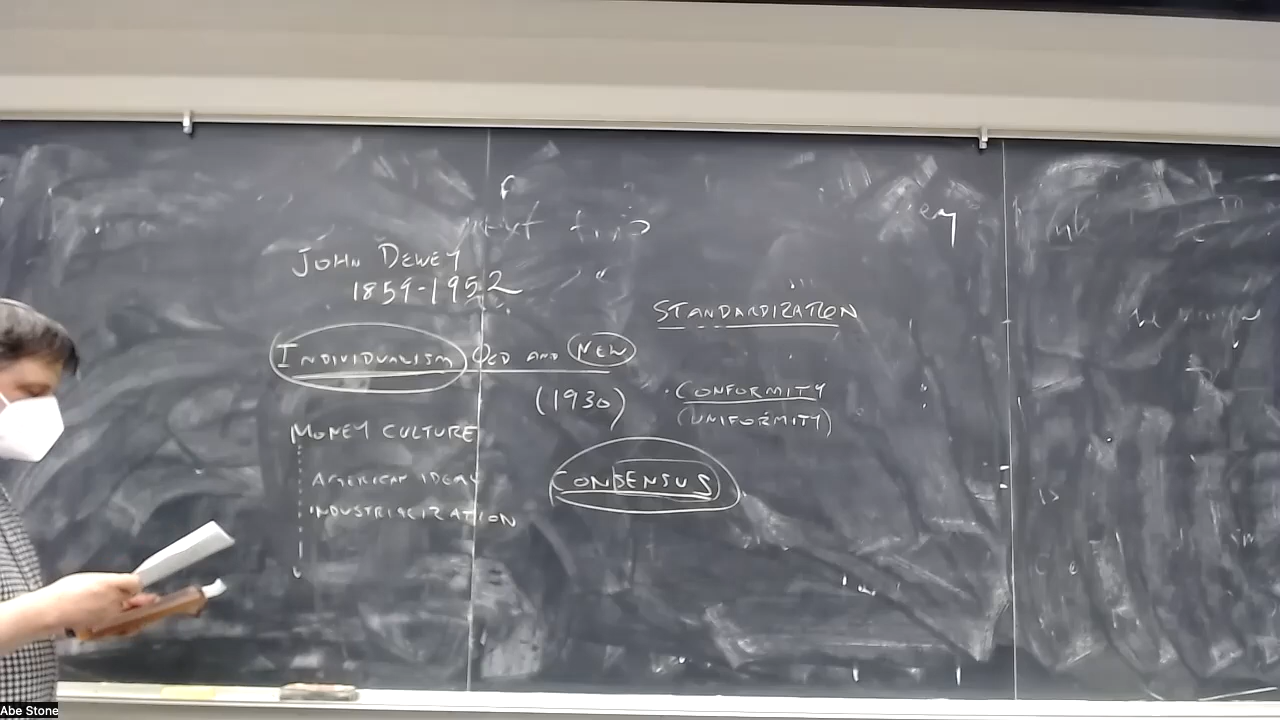 JOHN DEWEY
1859-1952
INDIVIDUALISM OLD AND NEW
(1930)
MONEY CULTURE
AMERICAN IDEAL
INDUSTRIALIZATION
STANDARDIZATION
CONFORMITY
(UNIFORMITY)
CONSENSUS
Abe Stone